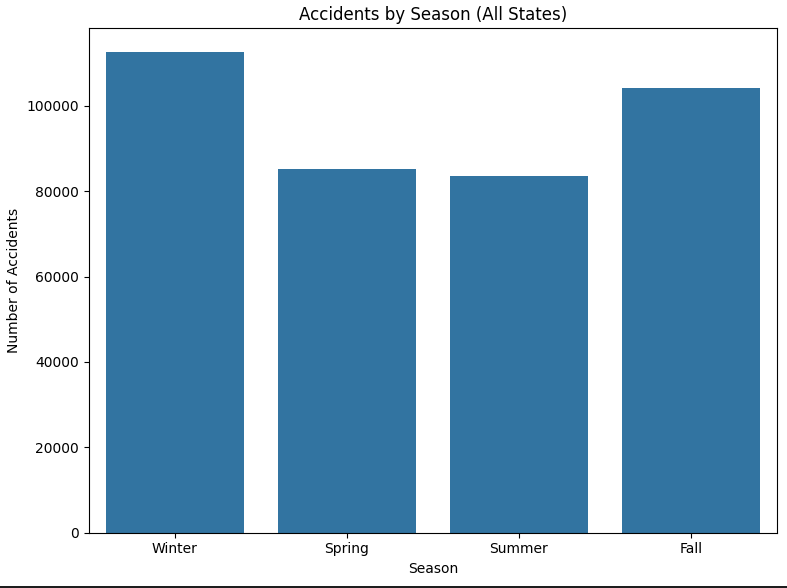 Accidents by Season (All States)
Number of Accidents
100000
80000
60000
40000
20000
0
Winter Spring Summer Fall
Season